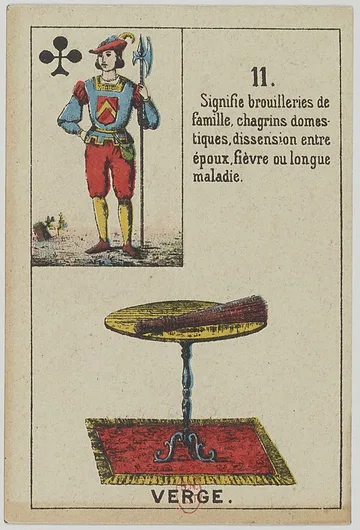 11.
Signifie brouilleries de
famille, chagrins domes-
tiques, dissension entre
époux, fièvre ou longue
maladie.
VERGE.